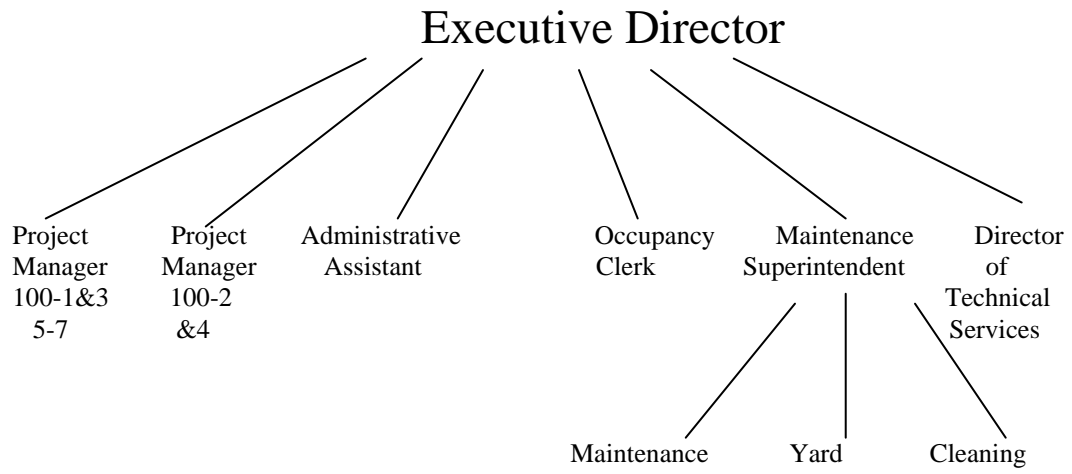 Executive Director
Project Project Administrative Occupancy Maintenance Director
Manager Manager Assistant Clerk Superintendent of
100-1&3 100-2 Technical
5-7 &4 Services
Maintenance Yard Cleaning